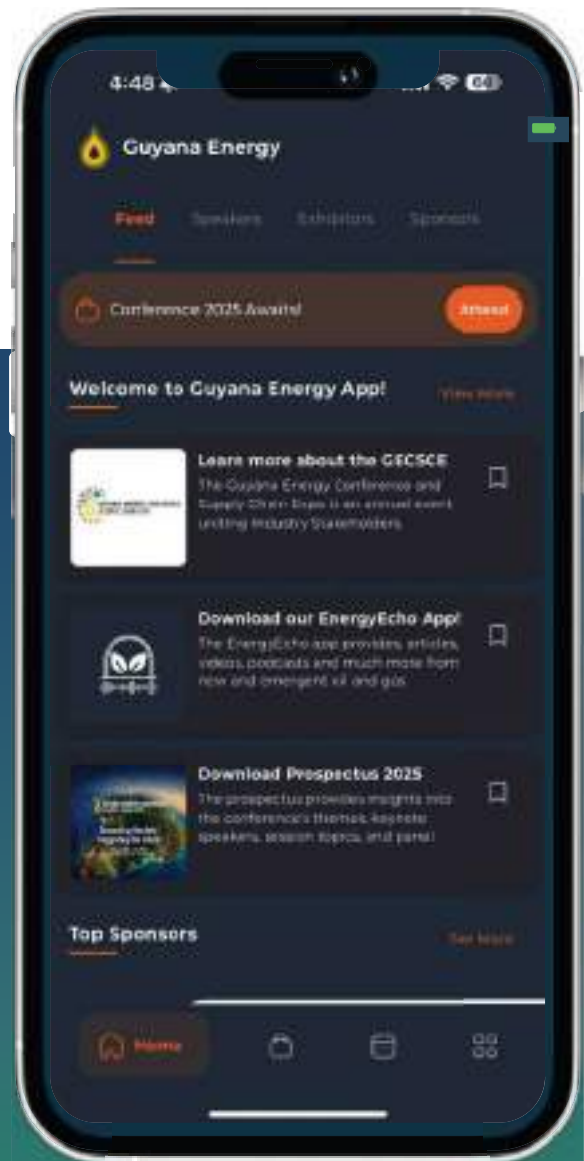 4:48
Guyana Energy
Feed Speakers Exhibitors Sponsors
Conference 2025 Awaits!
Attend
Welcome to Guyana Energy App!
View More
Learn more about the GECSCE
The Guyana Energy Conference and
Supply Chain Expo is an annual event
uniting Industry Stakeholders
Download our EnergyEcho App!
The EnergyEcho app provides, articles,
videos, podcasts and much more from
new and emergent oil and gas
Download Prospectus 2025
The prospectus provides insights into
the conference's themes, keynote
speakers, session topics, and panel
Top Sponsors
See More
Home